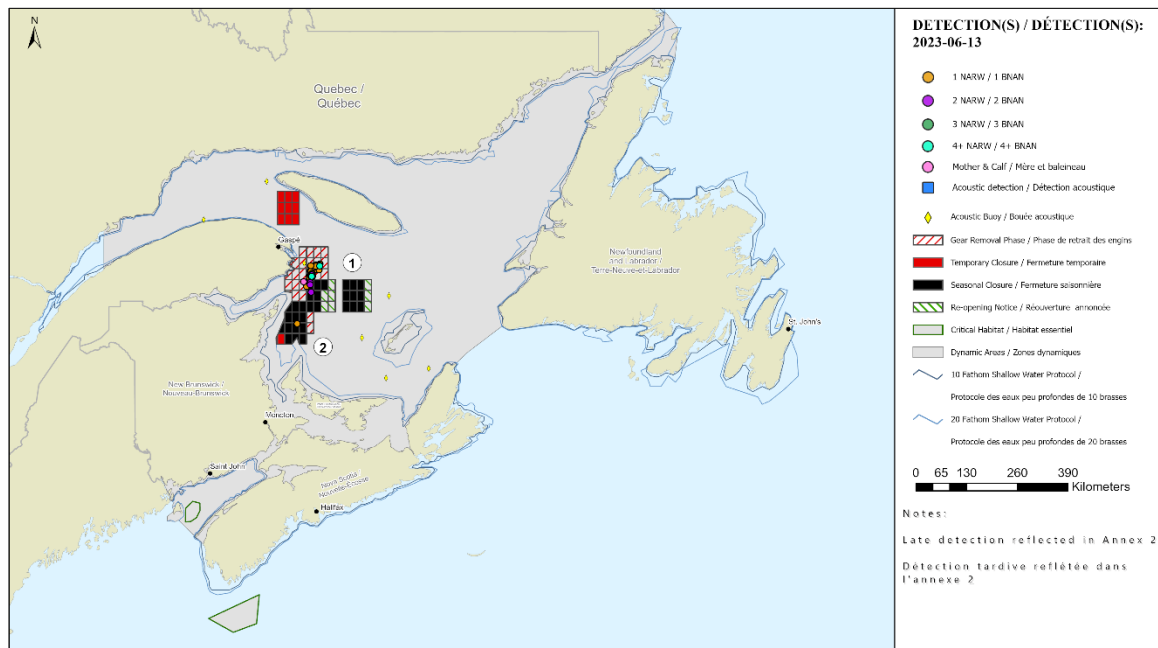 N
Quebec /
Québec
Gaspé
1
2
Newfoundland
and Labrador /
Terre-Neuve-et-Labrador
St. John's
New Brunswick /
Nouveau-Brunswick
Moncton
Saint John
Nova Scotia /
Nouvelle-Écosse
Halifax
DETECTION(S) / DÉTECTION(S):
2023-06-13
1 NARW / 1 BNAN
2 NARW / 2 BNAN
3 NARW / 3 BNAN
4+ NARW / 4+ BNAN
Mother & Calf / Mère et baleineau
Acoustic detection / Détection acoustique
Acoustic Buoy / Bouée acoustique
Gear Removal Phase / Phase de retrait des engins
Temporary Closure / Fermeture temporaire
Seasonal Closure / Fermeture saisonnière
Re-opening Notice / Réouverture annoncée
Critical Habitat / Habitat essentiel
Dynamic Areas / Zones dynamiques
10 Fathom Shallow Water Protocol /
Protocole des eaux peu profondes de 10 brasses
20 Fathom Shallow Water Protocol /
Protocole des eaux peu profondes de 20 brasses
0 65 130 260 390
Kilometers
Notes:
Late detection reflected in Annex 2
Détection tardive reflétée dans
l'annexe 2